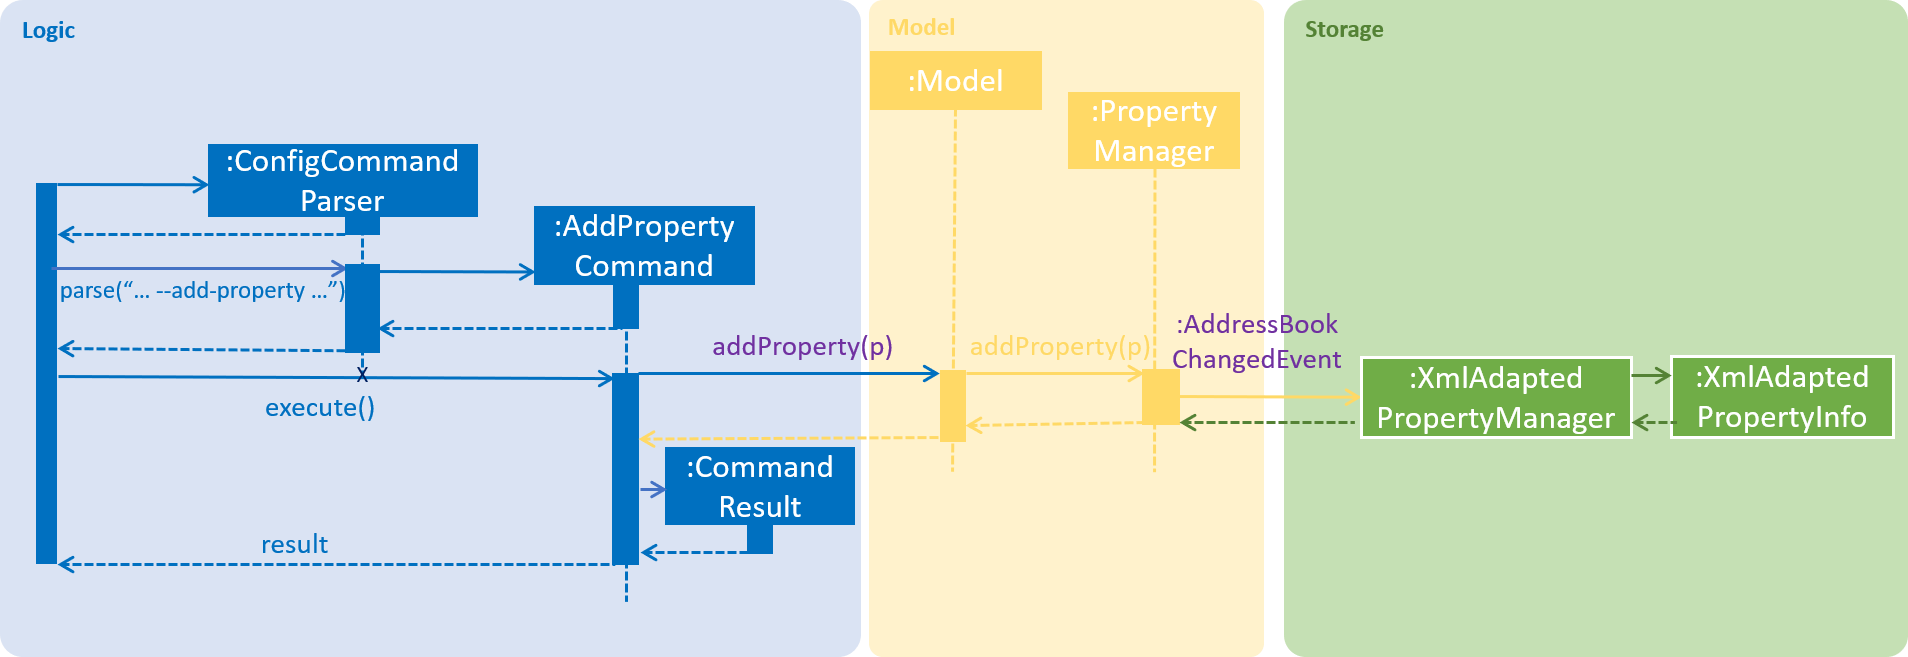 Logic
Model
Storage
:Model
:Property
Manager
:ConfigCommand
Parser
:AddProperty
Command
parse(“… --add-property …”)
addProperty(p)
addProperty(p)
:AddressBook
ChangedEvent
:XmlAdapted
PropertyManager
:XmlAdapted
PropertyInfo
X
execute()
:Command
Result
result